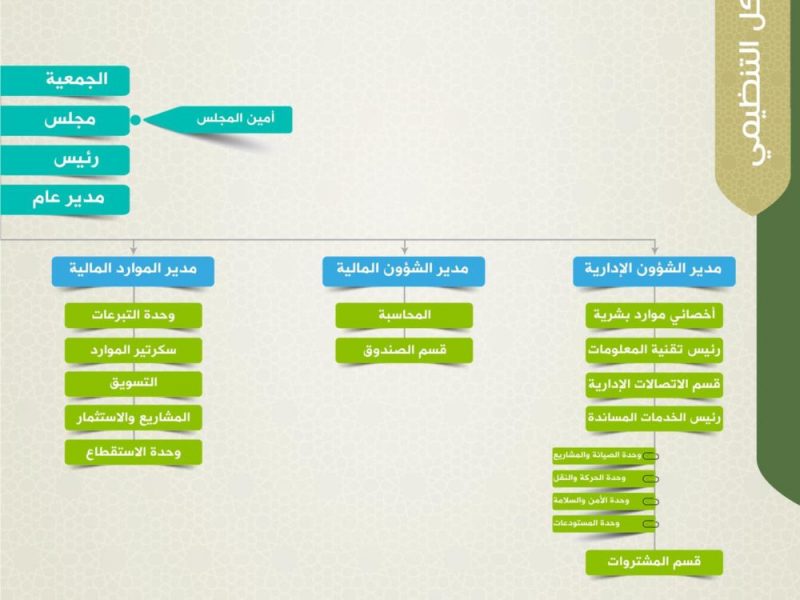 كل التنظيمي
الجمعية
مجلس
أمين المجلس
رئيس
مدير عام
مدير الشؤون الإدارية
مدير الشؤون المالية
مدير الموارد المالية
أخصائي موارد بشرية
رئيس تقنية المعلومات
قسم الاتصالات الإدارية
رئيس الخدمات المساندة
وحدة الصيانة والمشاريع
وحدة الحركة والنقل
وحدة الأمن والسلامة
وحدة المستودعات
قسم المشتروات
المحاسبة
قسم الصندوق
وحدة التبرعات
سكرتير الموارد
التسويق
المشاريع والاستثمار
وحدة الاستقطاع